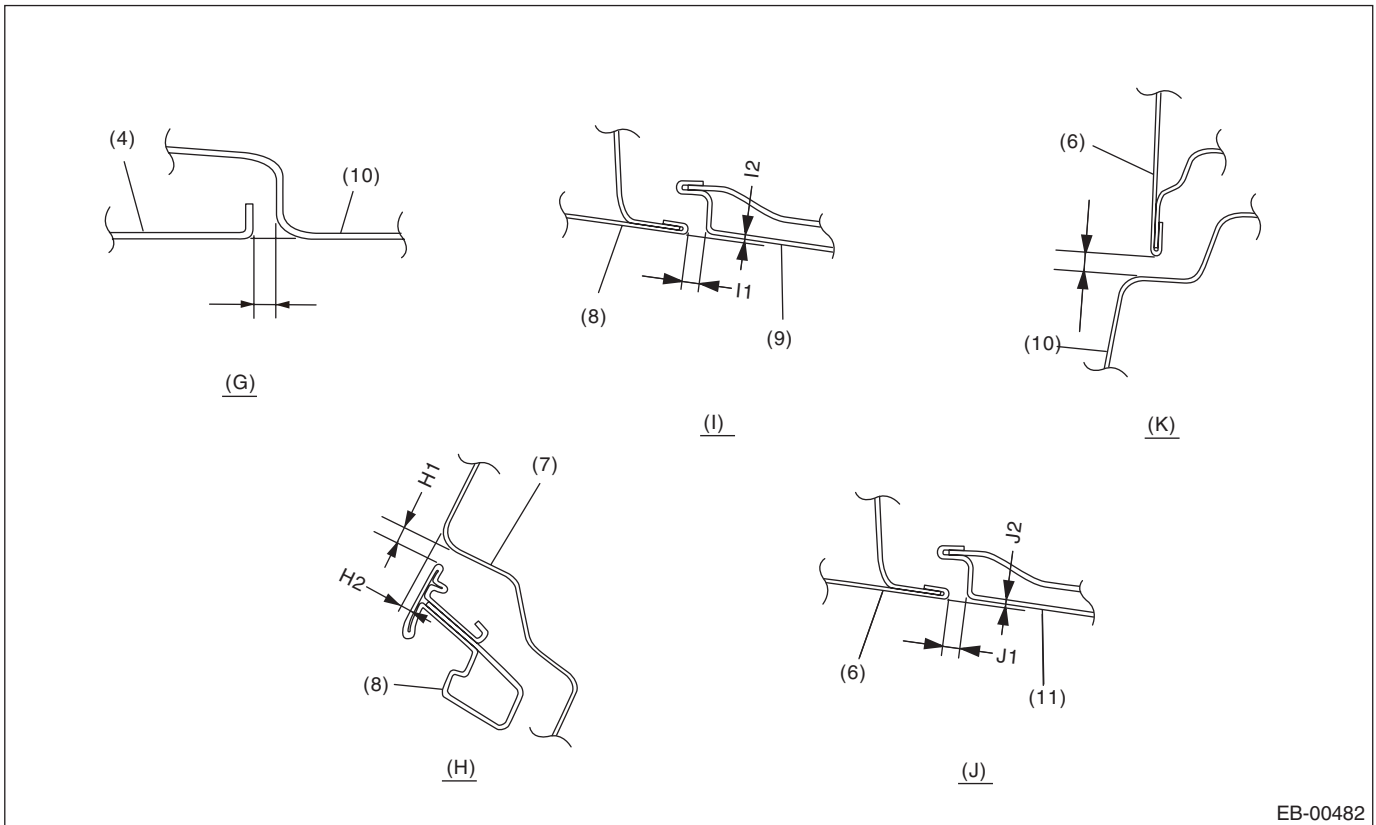 (4)
(10)
(G)
(8)
I1
I2
(9)
(I)
(6)
(10)
(K)
H1
H2
(7)
(8)
(H)
(6)
J1
J2
(11)
(J)
EB-00482